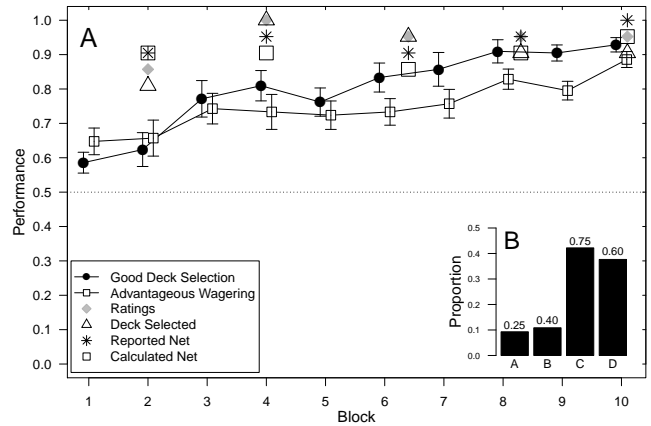 A
Performance
1.0
0.9
0.8
0.7
0.6
0.5
0.4
0.3
0.2
0.1
0.0
Good Deck Selection
Advantageous Wagering
Ratings
Deck Selected
Reported Net
Calculated Net
B
Proportion
0.5
0.4
0.3
0.2
0.1
0.0
0.25 0.40 0.75 0.60
A B C D
1 2 3 4 5 6 7 8 9 10
Block